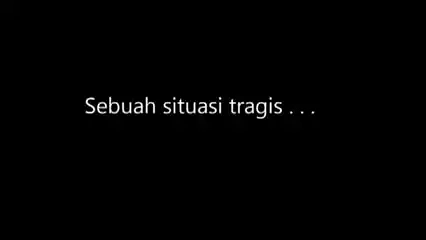 Sebuah situasi tragis . . .